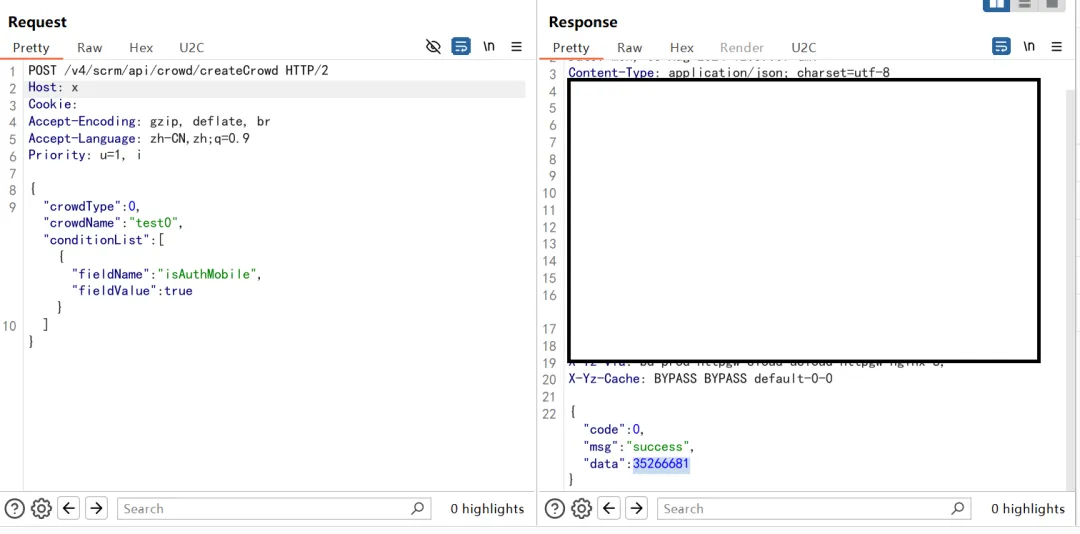 Request
Pretty Raw Hex U2C \n
1 POST /v4/scrm/api/crowd/createCrowd HTTP/2
2 Host: x
3 Cookie:
4 Accept-Encoding: gzip, deflate, br
5 Accept-Language: zh-CN,zh;q=0.9
6 Priority: u=1, i
7
8 {
9 "crowdType":0,
"crowdName":"test0",
"conditionList":[
{
"fieldName":"isAuthMobile",
"fieldValue":true
}
10 ]
}
Search 0 highlights
Response
Pretty Raw Hex Render U2C \n
3 Content-Type: application/json; charset=utf-8
4
5
6
7
8
9
10
11
12
13
14
15
16
17
18
19
20 X-Yz-Cache: BYPASS BYPASS default-0-0
21
22 {
"code":0,
"msg":"success",
"data":35266681
}
Search 0 highlights